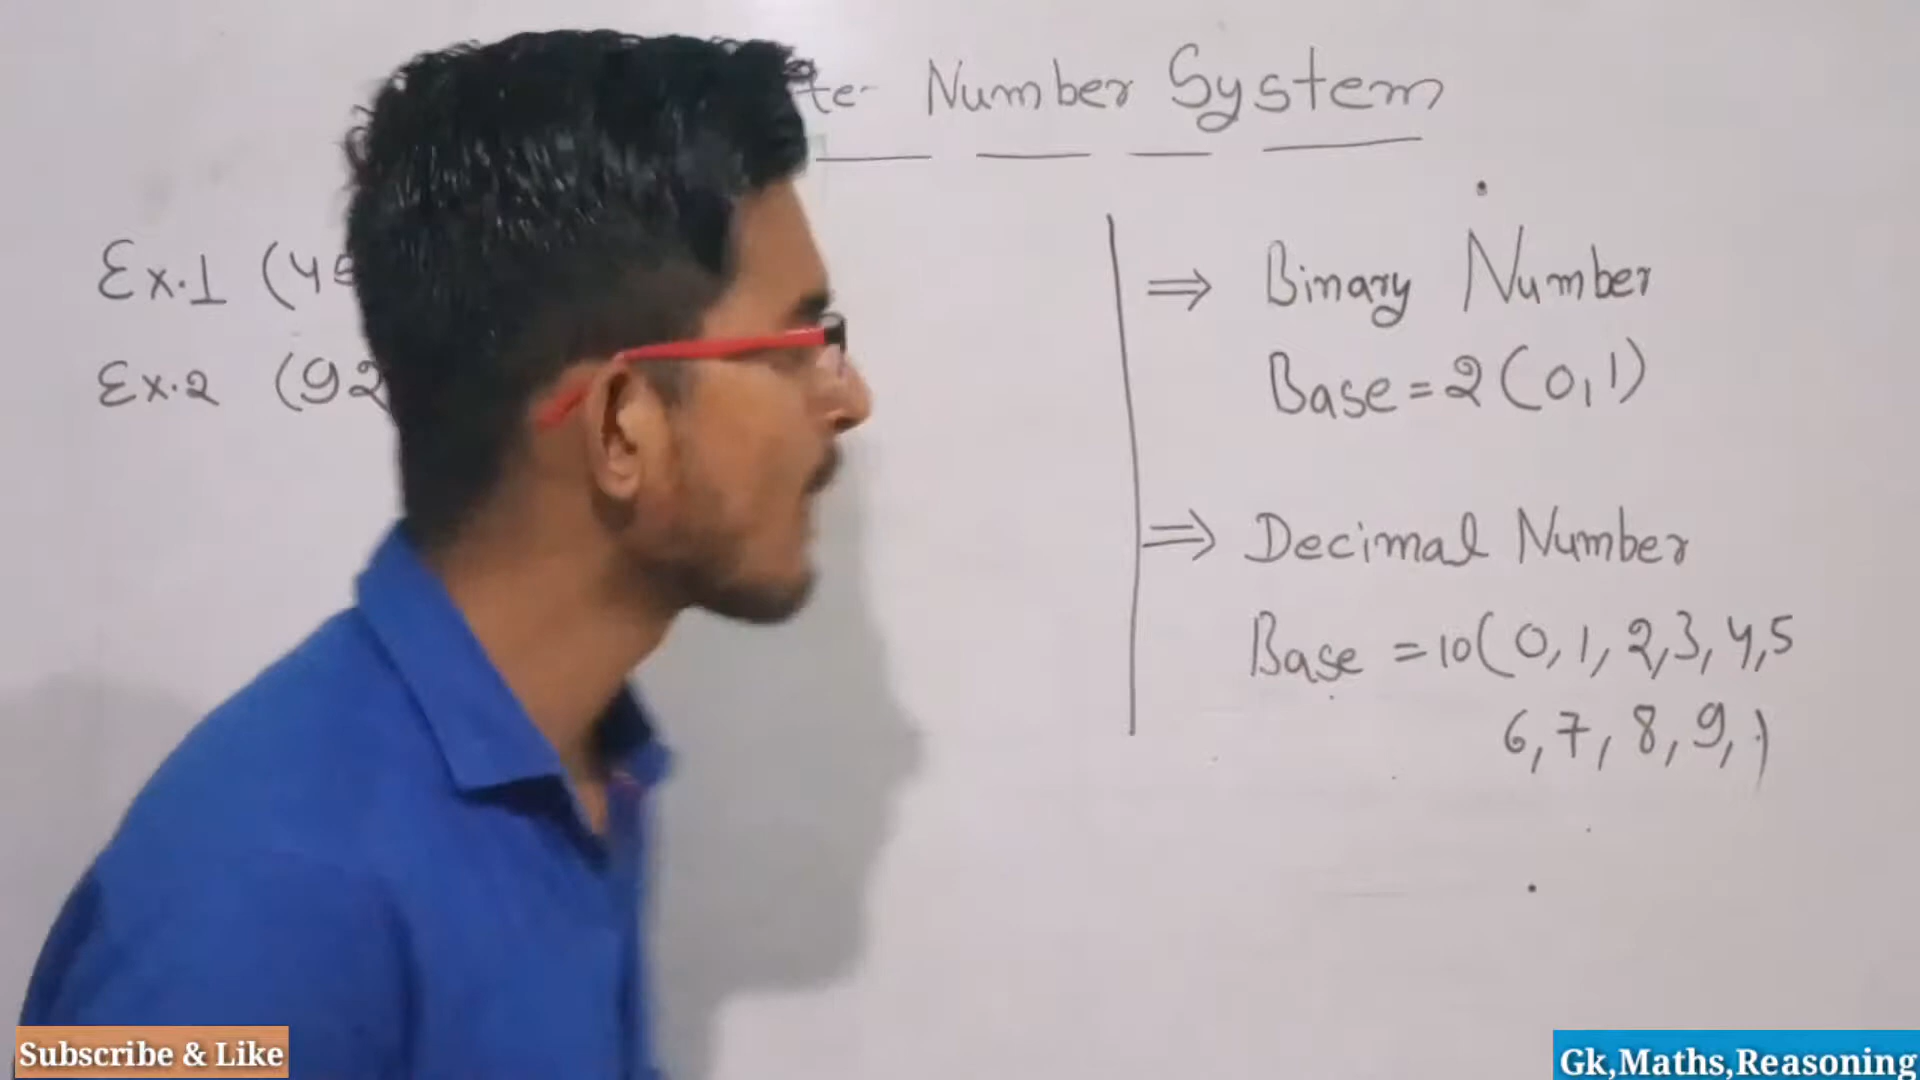 Number System
Ex.1 (4
Ex.2 (92
⇒ Binary Number
Base = 2 (0, 1)
⇒ Decimal Number
Base = 10 (0, 1, 2, 3, 4, 5
6, 7, 8, 9, )
Subscribe & Like
Gk,Maths,Reasoning